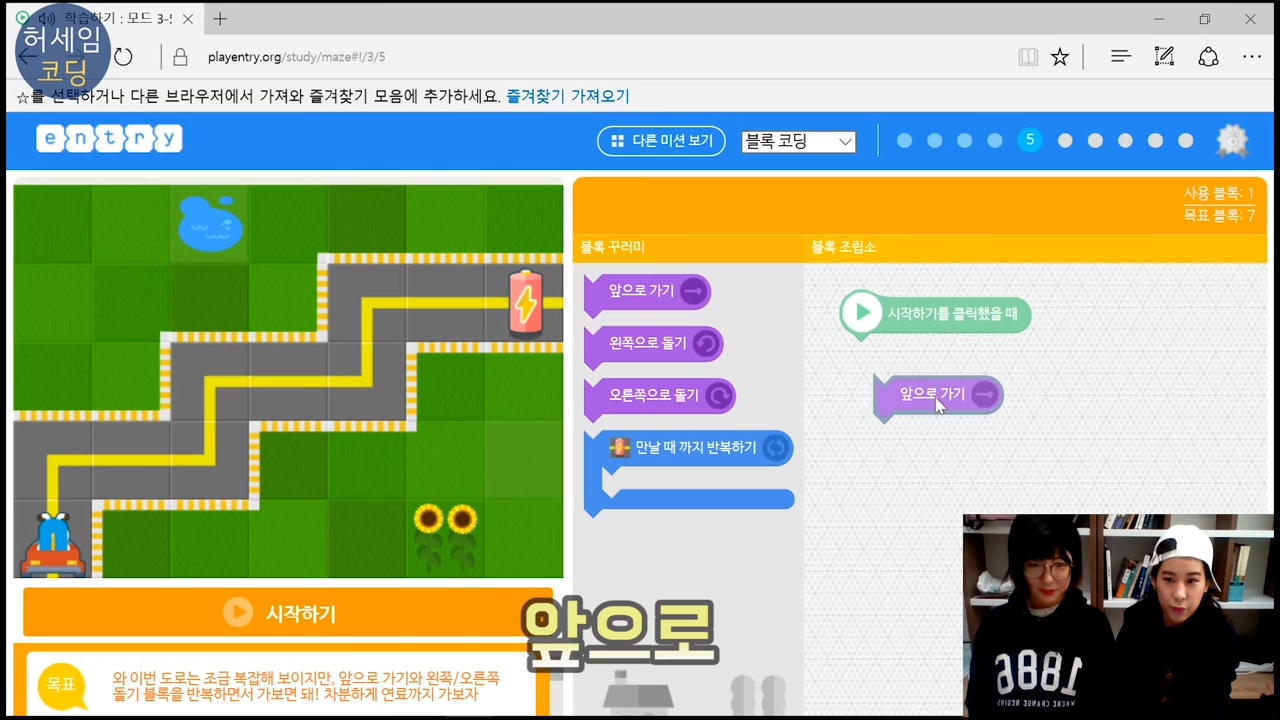 학습하기 : 모드 3-5
허세임
코딩
playentry.org/study/maze#!/3/5
☆를 선택하거나 다른 브라우저에서 가져와 즐겨찾기 모음에 추가하세요. 즐겨찾기 가져오기
entry
다른 미션 보기
블록 코딩
5
사용 블록: 1
목표 블록: 7
블록 꾸러미
블록 조립소
앞으로 가기
왼쪽으로 돌기
오른쪽으로 돌기
만날 때 까지 반복하기
시작하기를 클릭했을 때
앞으로 가기
시작하기
앞으로
목표
와 이번 도로는 조금 복잡해 보이지만, 앞으로 가기와 왼쪽/오른쪽
돌기 블록을 반복하면서 가보면 돼! 차분하게 연료까지 가보자
1886